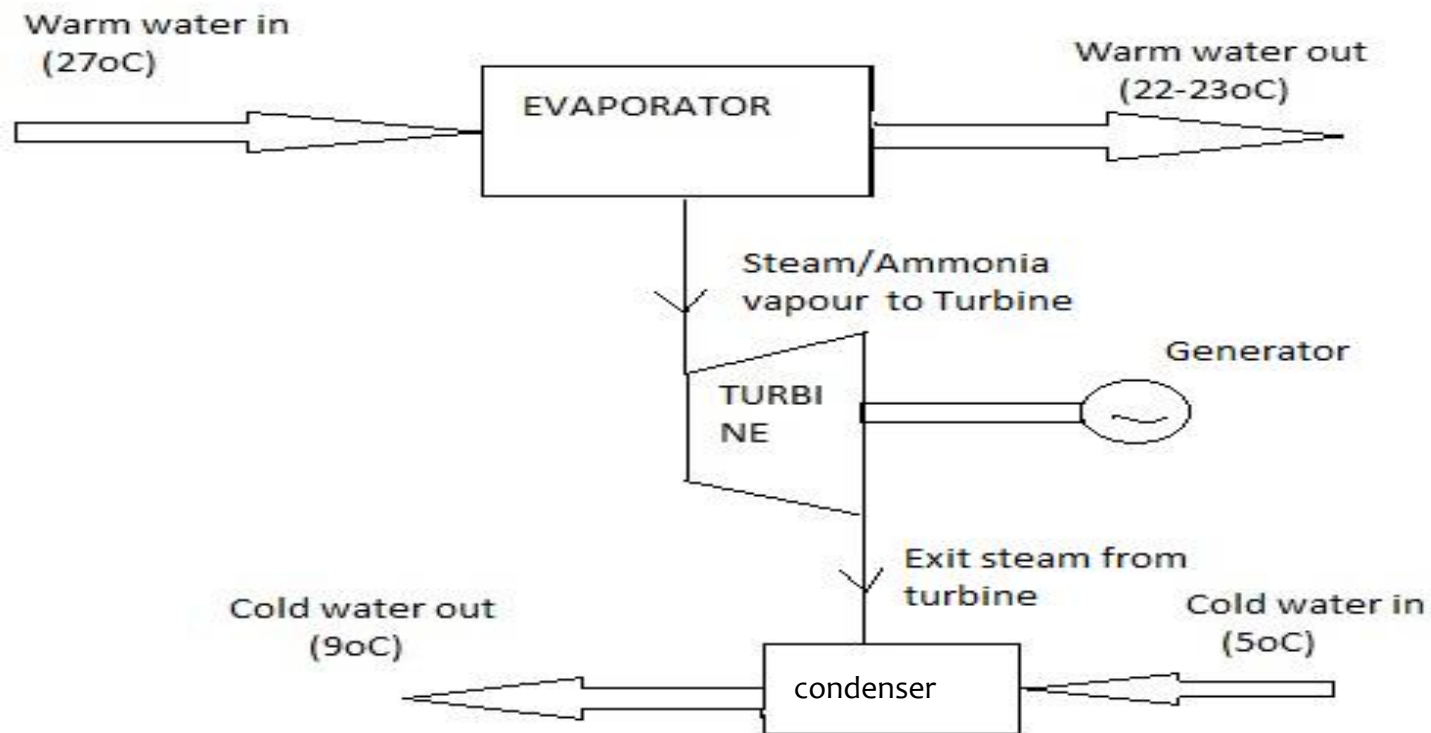 Warm water in
(27oC)
Warm water out
(22-23oC)
EVAPORATOR
Steam/Ammonia
vapour to Turbine
Generator
TURBI
NE
Exit steam from
turbine
Cold water out
(9oC)
Cold water in
(5oC)
condenser